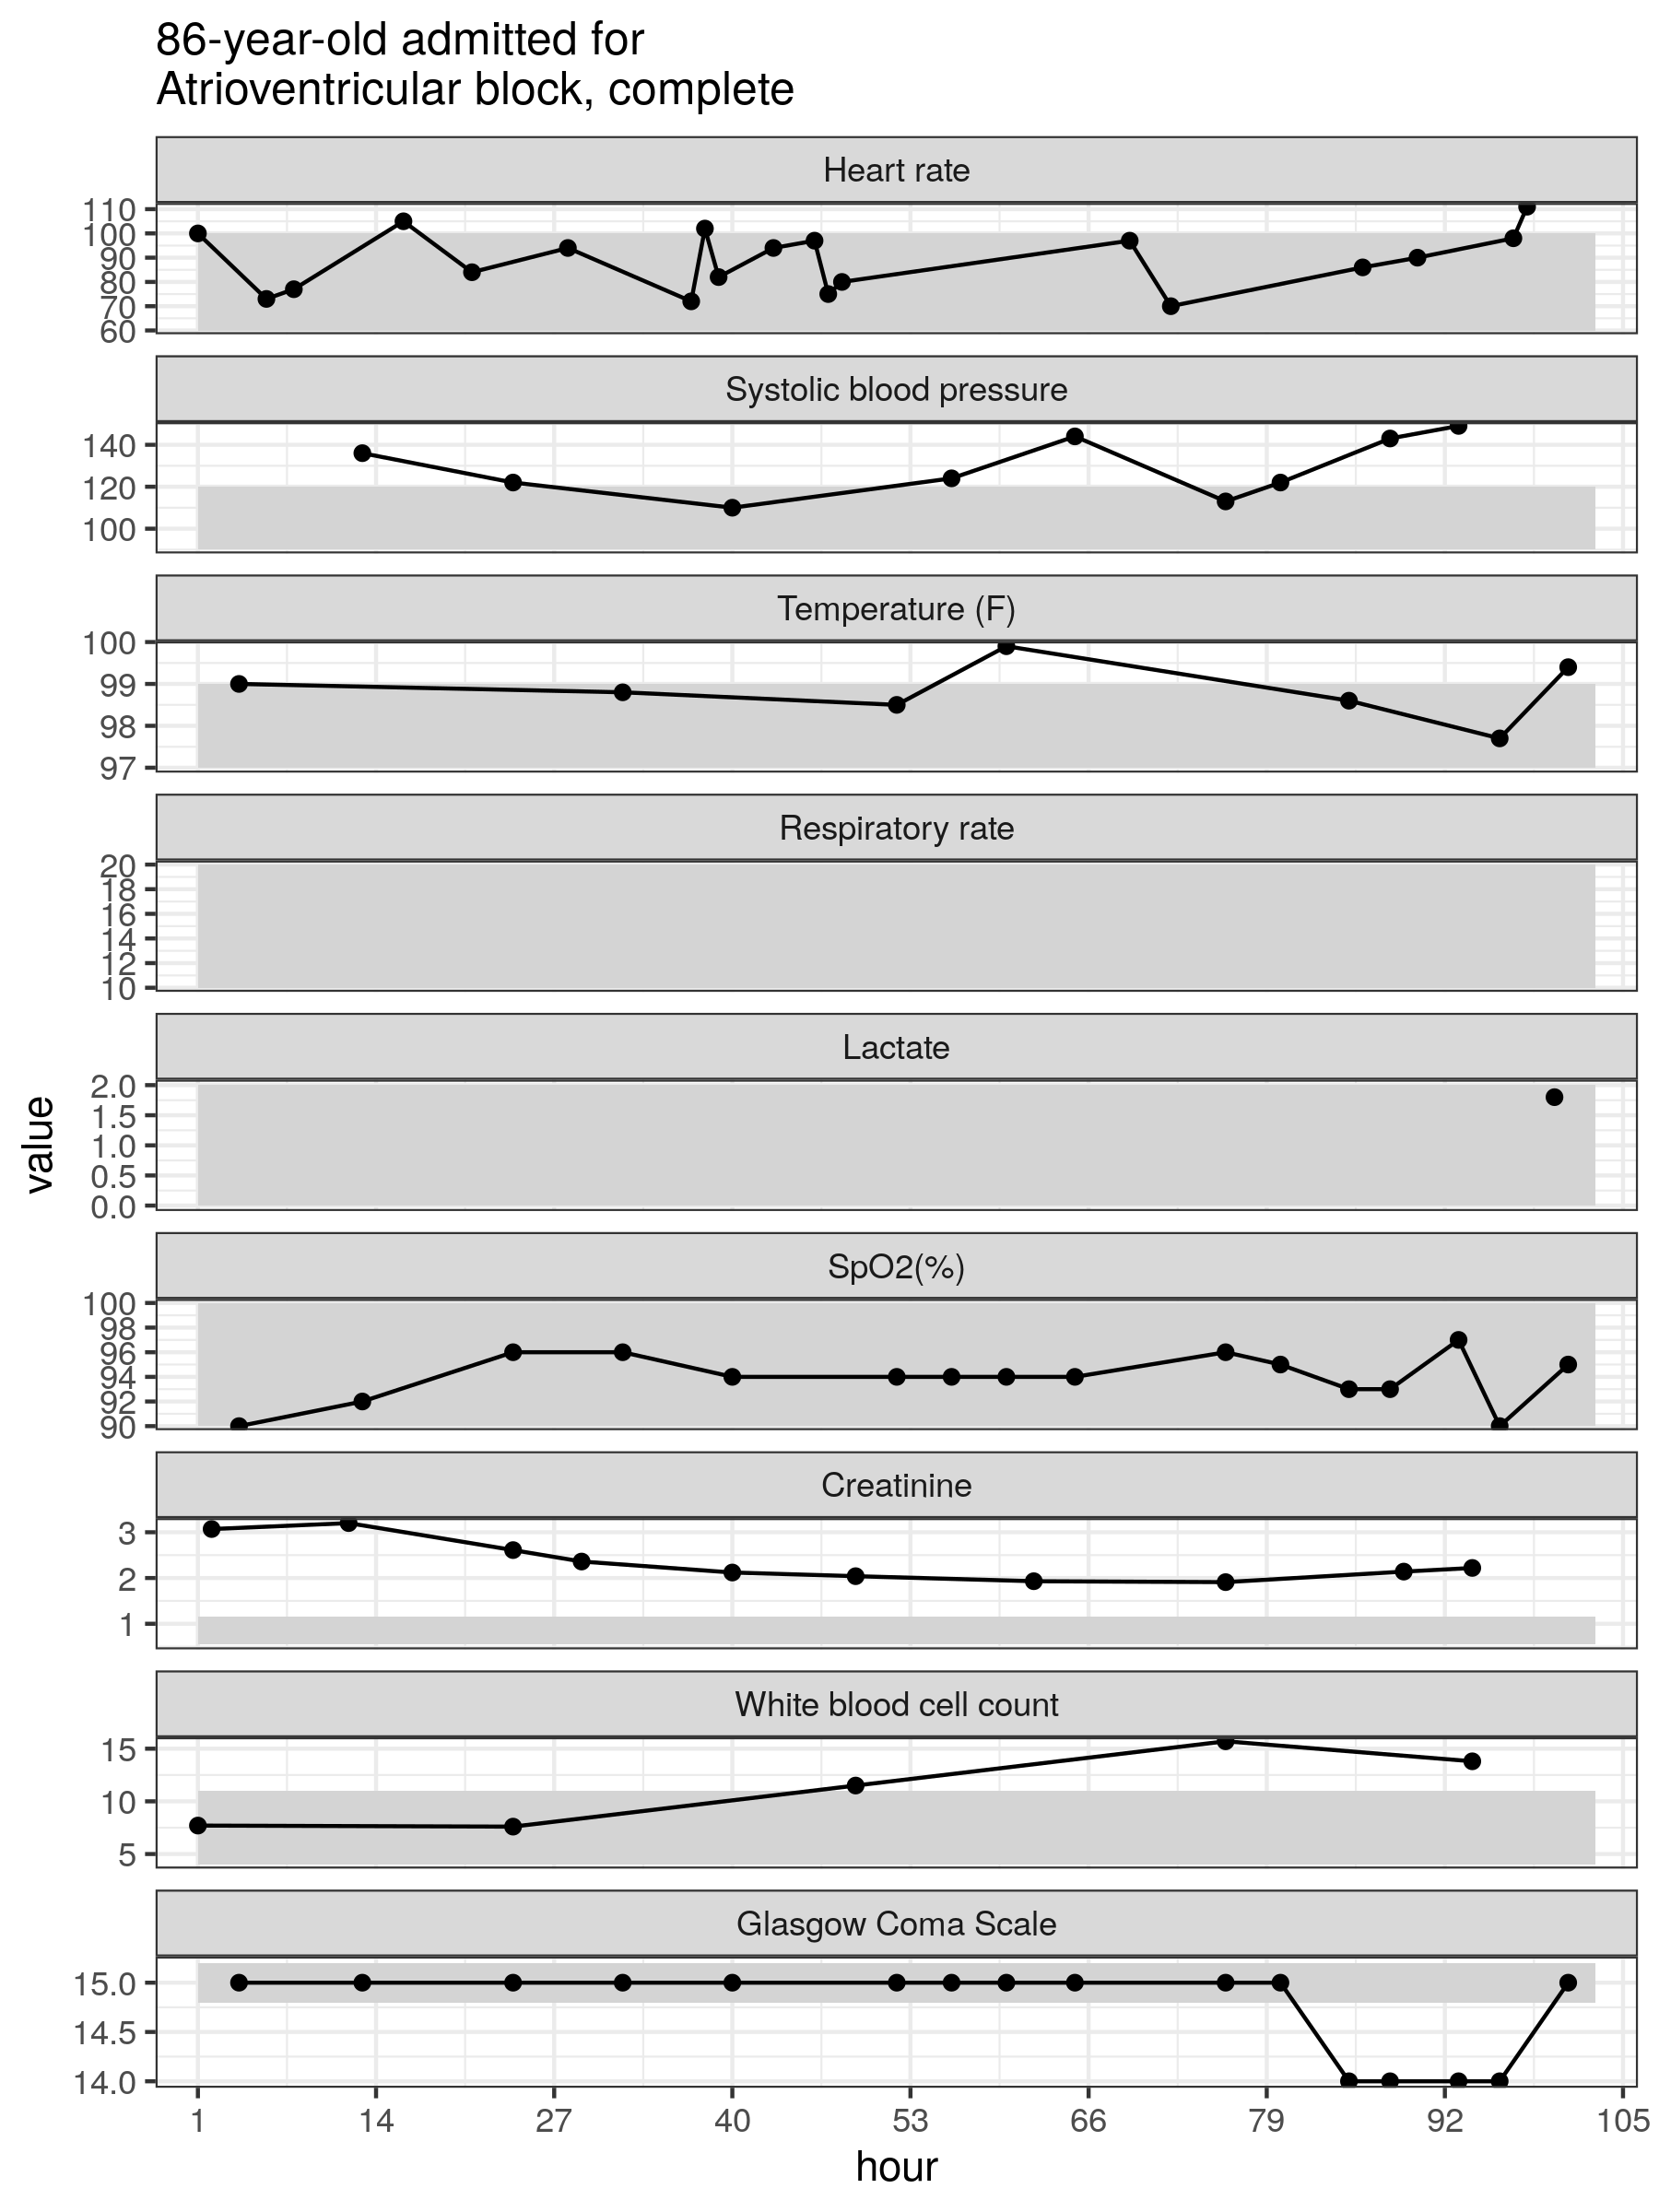 86-year-old admitted for
Atrioventricular block, complete
Heart rate
110
100
90
80
70
60
Systolic blood pressure
140
120
100
Temperature (F)
100
99
98
97
Respiratory rate
20
18
16
14
12
10
Lactate
2.0
1.5
1.0
0.5
0.0
value
SpO2(%)
100
98
96
94
92
90
Creatinine
3
2
1
White blood cell count
15
10
5
Glasgow Coma Scale
15.0
14.5
14.0
1 14 27 40 53 66 79 92 105
hour